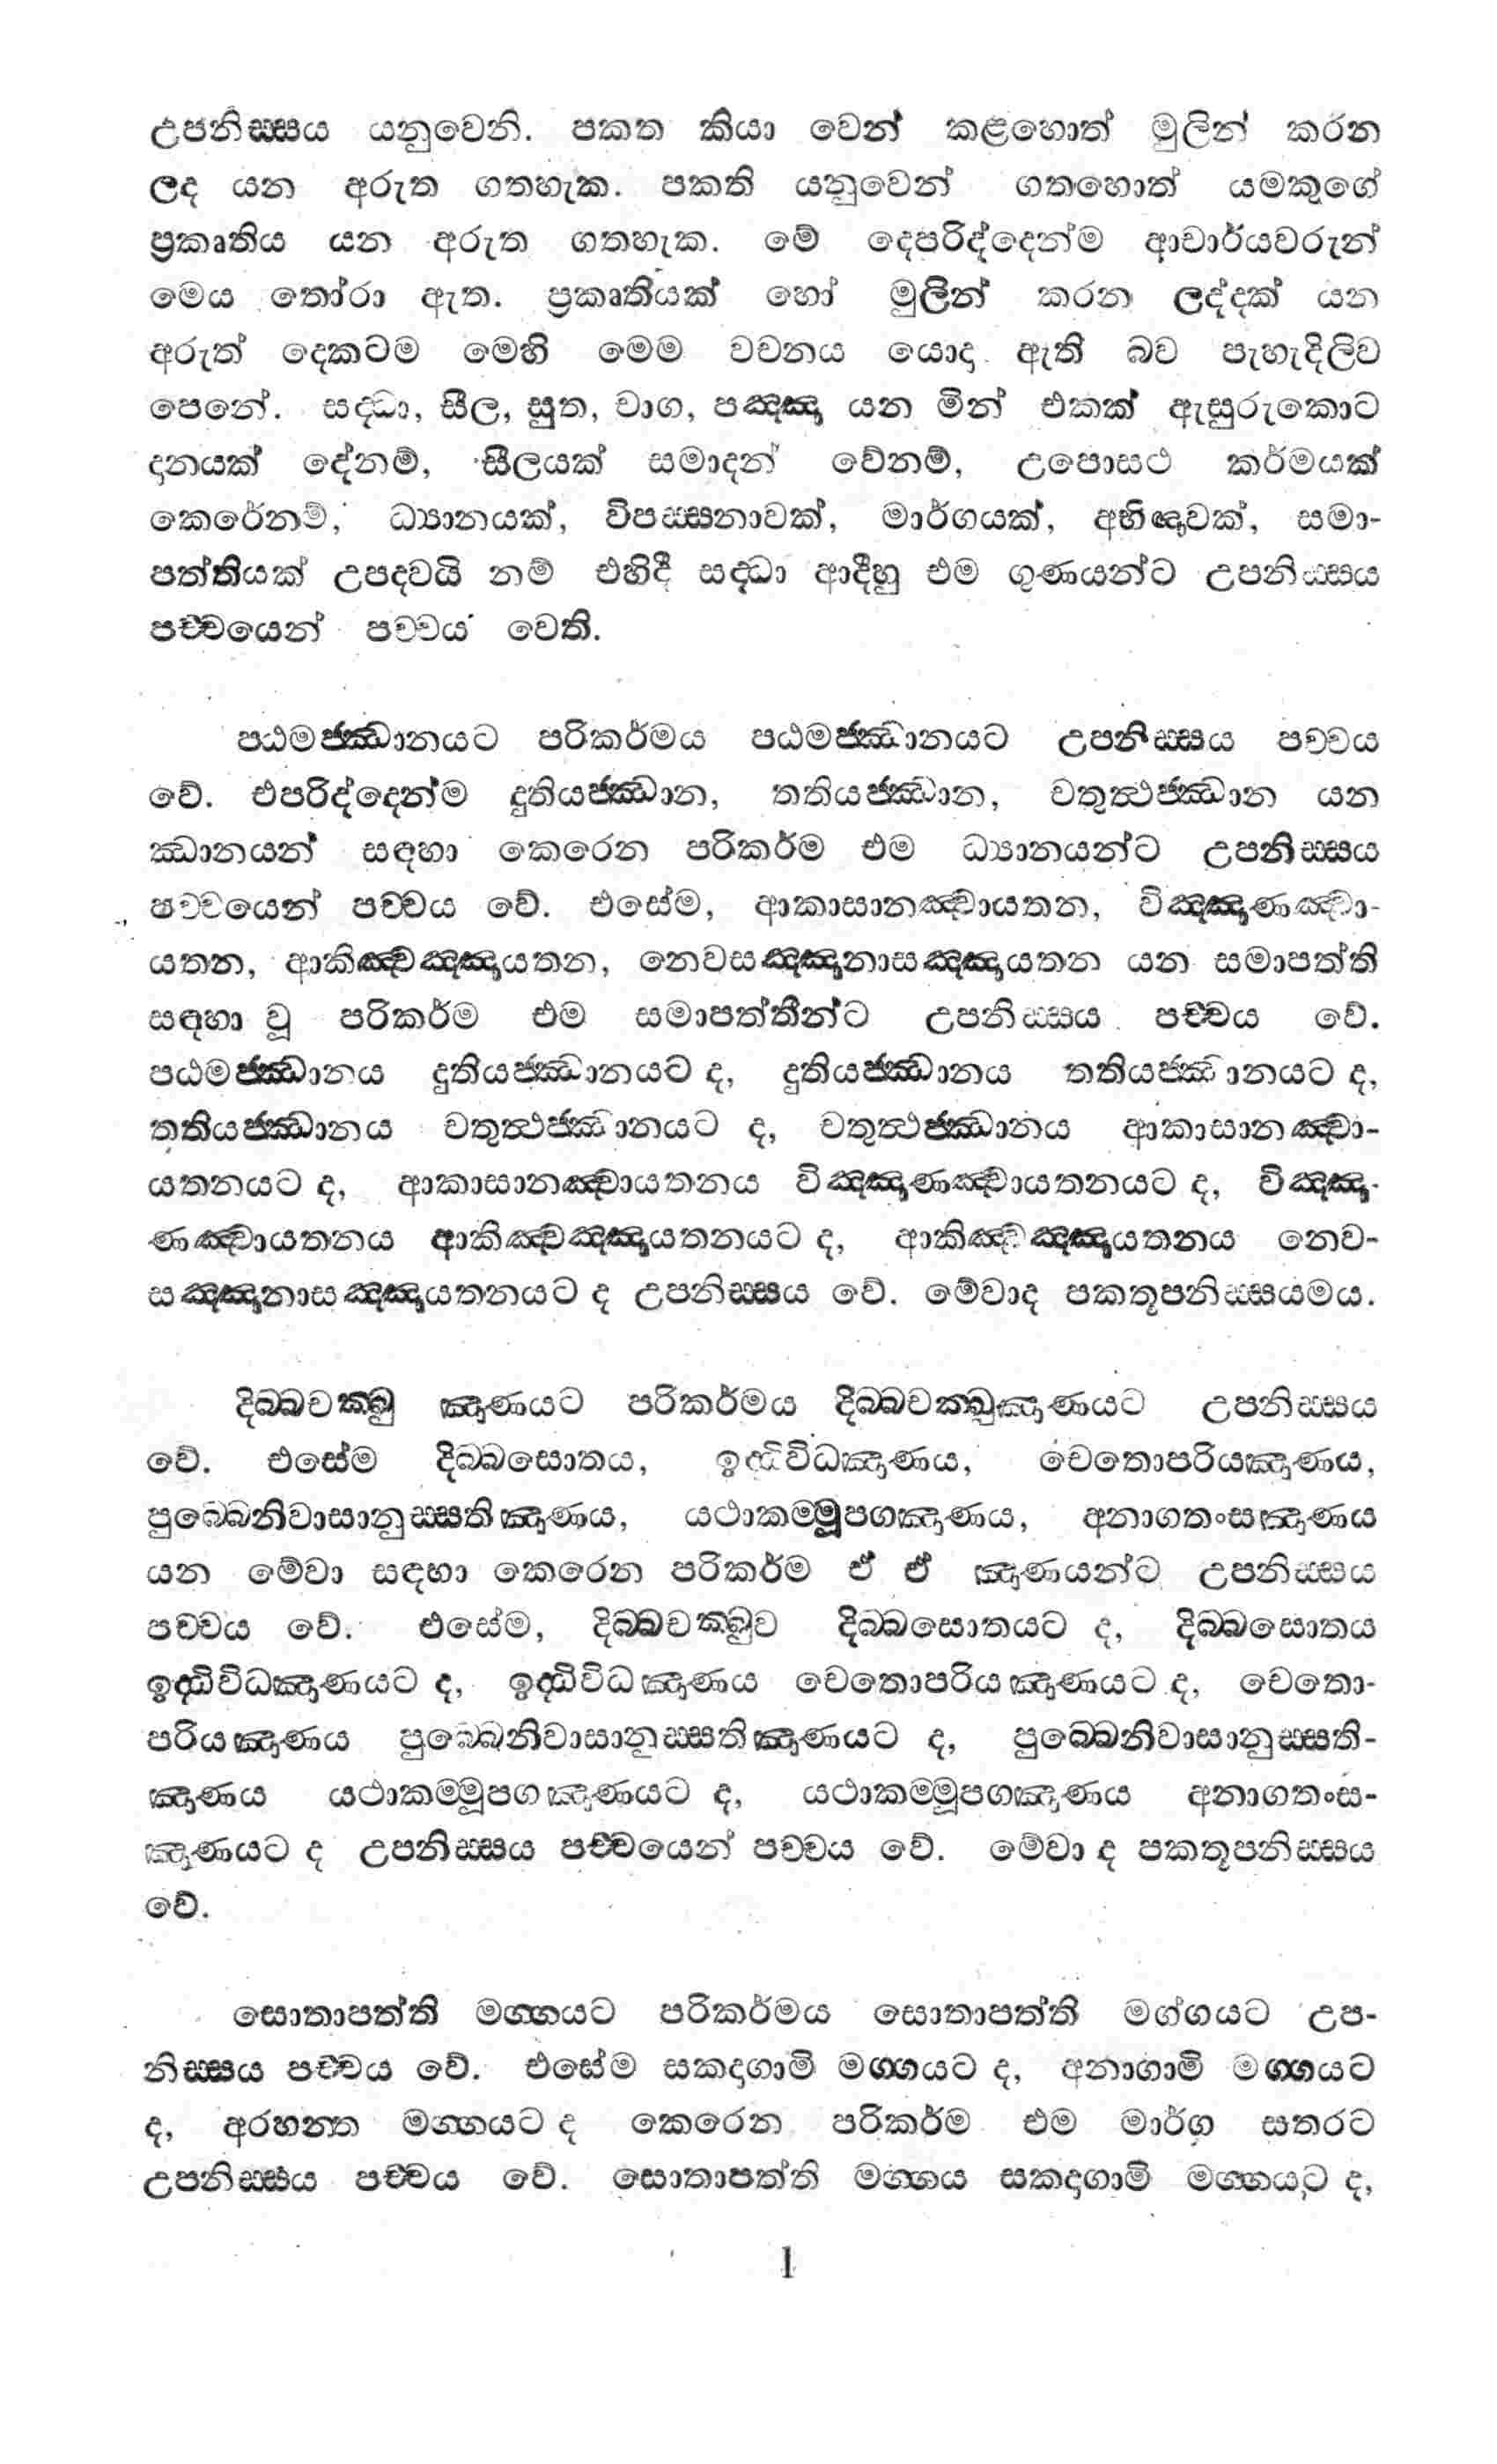 උපනිස්සය යනුවෙනි. පකත කියා වෙන් කළහොත් මුලින් කරන
ලද යන අරුත ගතහැක. පකති යනුවෙන් ගතහොත් යමකුගේ
ප්‍රකෘතිය යන අරුත ගතහැක. මේ දෙපරිද්දෙන්ම ආචාර්යවරුන්
මෙය තෝරා ඇත. ප්‍රකෘතියක් හෝ මුලින් කරන ලද්දක් යන
අරුත් දෙකටම මෙහි මෙම වචනය යොදා ඇති බව පැහැදිලිව
පෙනේ. සද්ධා, සීල, සුත, චාග, පඤ්ඤා යන මින් එකක් ඇසුරුකොට
දානයක් දේනම්, සීලයක් සමාදන් වේනම්, උපොසථ කර්මයක්
කෙරේනම්, ධ්‍යානයක්, විපස්සනාවක්, මාර්ගයක්, අභිඥාවක්, සමා-
පත්තියක් උපදවයි නම් එහිදී සද්ධා ආදීහු එම ගුණයන්ට උපනිස්සය
පච්චයෙන් පච්චය වෙති.
පඨමජ්ඣානයට පරිකර්මය පඨමජ්ඣානයට උපනිස්සය පච්චය
වේ. එපරිද්දෙන්ම දුතියජ්ඣාන, තතියජ්ඣාන, චතුත්ථජ්ඣාන යන
ඣානයන් සඳහා කෙරෙන පරිකර්ම එම ධ්‍යානයන්ට උපනිස්සය
පච්චයෙන් පච්චය වේ. එසේම, ආකාසානඤ්චායතන, විඤ්ඤාණඤ්චා-
යතන, ආකිඤ්චඤ්ඤායතන, නෙවසඤ්ඤානාසඤ්ඤායතන යන සමාපත්ති
සඳහා වූ පරිකර්ම එම සමාපත්තීන්ට උපනිස්සය පච්චය වේ.
පඨමජ්ඣානය දුතියජ්ඣානයට ද, දුතියජ්ඣානය තතියජ්ඣානයට ද,
තතියජ්ඣානය චතුත්ථජ්ඣානයට ද, චතුත්ථජ්ඣානය ආකාසානඤ්චා-
යතනයට ද, ආකාසානඤ්චායතනය විඤ්ඤාණඤ්චායතනයට ද, විඤ්ඤා-
ණඤ්චායතනය ආකිඤ්චඤ්ඤායතනයට ද, ආකිඤ්චඤ්ඤායතනය නෙව-
සඤ්ඤානාසඤ්ඤායතනයට ද උපනිස්සය වේ. මේවාද පකතූපනිස්සයමය.
දිබ්බචක්ඛු ඤාණයට පරිකර්මය දිබ්බචක්ඛුඤාණයට උපනිස්සය
වේ. එසේම දිබ්බසොතය, ඉද්ධිවිධඤාණය, චෙතොපරියඤාණය,
පුබ්බෙනිවාසානුස්සතිඤාණය, යථාකම්මූපගඤාණය, අනාගතංසඤාණය
යන මේවා සඳහා කෙරෙන පරිකර්ම ඒ ඒ ඤාණයන්ට උපනිස්සය
පච්චය වේ. එසේම, දිබ්බචක්ඛුව දිබ්බසොතයට ද, දිබ්බසොතය
ඉද්ධිවිධඤාණයට ද, ඉද්ධිවිධඤාණය චෙතොපරියඤාණයට ද, චෙතො-
පරියඤාණය පුබ්බෙනිවාසානුස්සතිඤාණයට ද, පුබ්බෙනිවාසානුස්සති-
ඤාණය යථාකම්මූපගඤාණයට ද, යථාකම්මූපගඤාණය අනාගතංස-
ඤාණයට ද උපනිස්සය පච්චයෙන් පච්චය වේ. මේවා ද පකතූපනිස්සය
වේ.
සොතාපත්ති මග්ගයට පරිකර්මය සොතාපත්ති මග්ගයට උප-
නිස්සය පච්චය වේ. එසේම සකදාගාමි මග්ගයට ද, අනාගාමි මග්ගයට
ද, අරහන්ත මග්ගයට ද කෙරෙන පරිකර්ම එම මාර්ග සතරට
උපනිස්සය පච්චය වේ. සොතාපත්ති මග්ගය සකදාගාමි මග්ගයට ද,
l